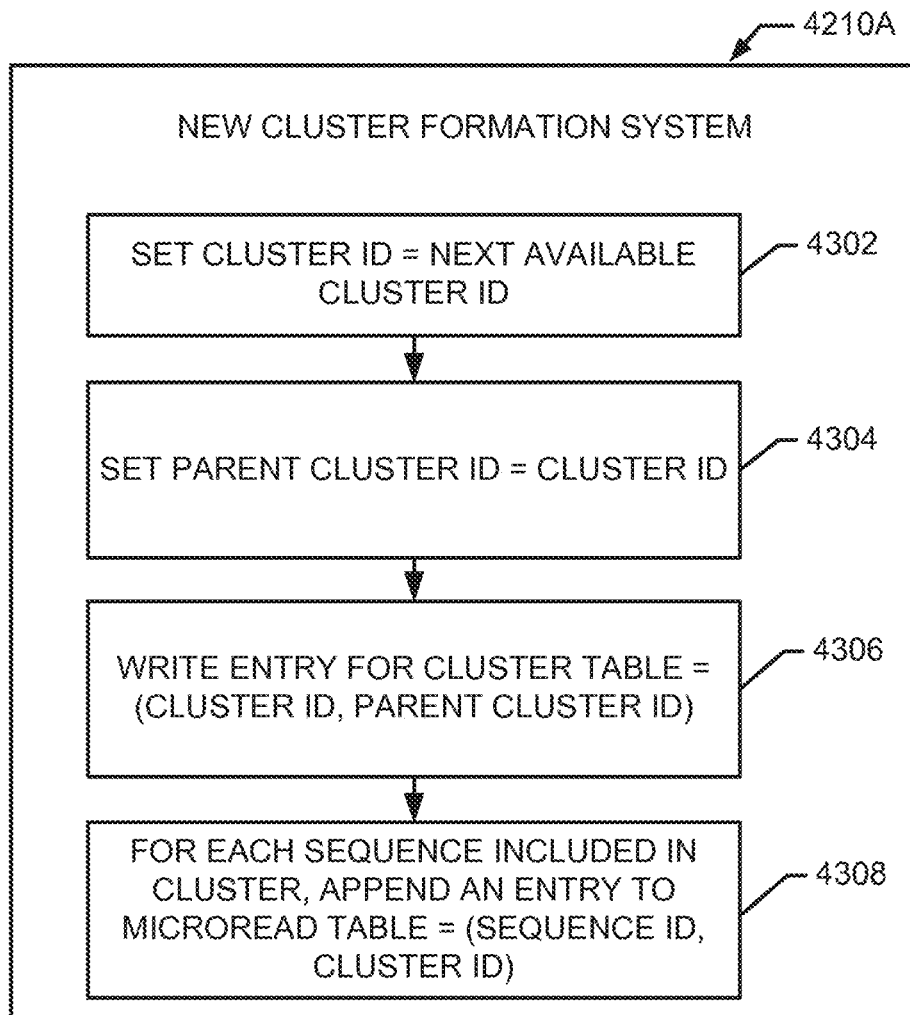 4210A
NEW CLUSTER FORMATION SYSTEM
SET CLUSTER ID = NEXT AVAILABLE
CLUSTER ID
4302
SET PARENT CLUSTER ID = CLUSTER ID
4304
WRITE ENTRY FOR CLUSTER TABLE =
(CLUSTER ID, PARENT CLUSTER ID)
4306
FOR EACH SEQUENCE INCLUDED IN
CLUSTER, APPEND AN ENTRY TO
MICROREAD TABLE = (SEQUENCE ID,
CLUSTER ID)
4308